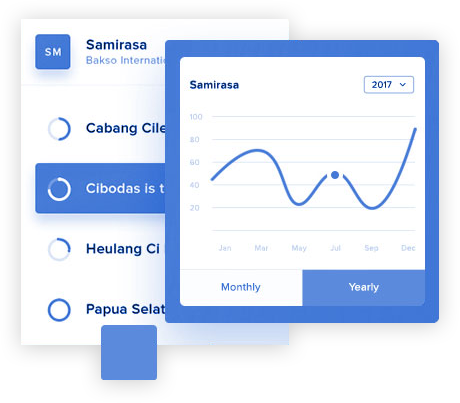 SM
Samirasa
Bakso Internatio
Cabang Cile
Cibodas is t
Heulang Ci
Papua Selat
Samirasa
2017
100
80
60
40
20
Jan Mar May Jul Sep Dec
Monthly Yearly